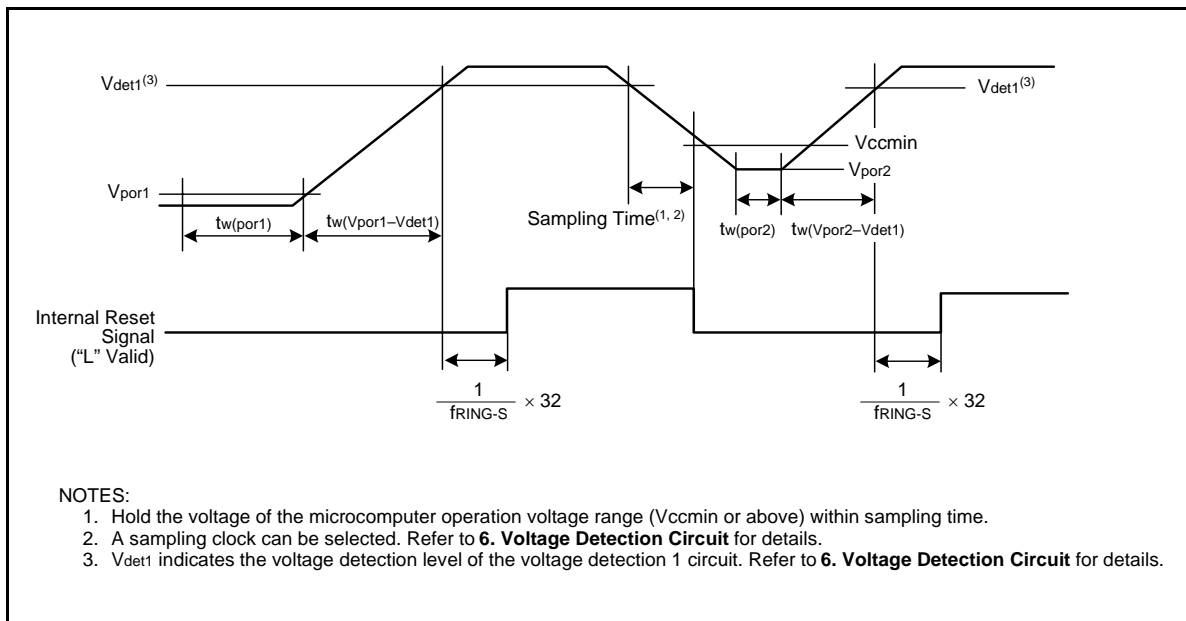 Vdet1(3)
Vdet1(3)
Vccmin
Vpor1
Vpor2
Sampling Time(1, 2)
tw(por1)
tw(Vpor1–Vdet1)
tw(por2)
tw(Vpor2–Vdet1)
Internal Reset
Signal
(“L” Valid)
1
fRING-S
× 32
1
fRING-S
× 32
NOTES:
1. Hold the voltage of the microcomputer operation voltage range (Vccmin or above) within sampling time.
2. A sampling clock can be selected. Refer to 6. Voltage Detection Circuit for details.
3. Vdet1 indicates the voltage detection level of the voltage detection 1 circuit. Refer to 6. Voltage Detection Circuit for details.